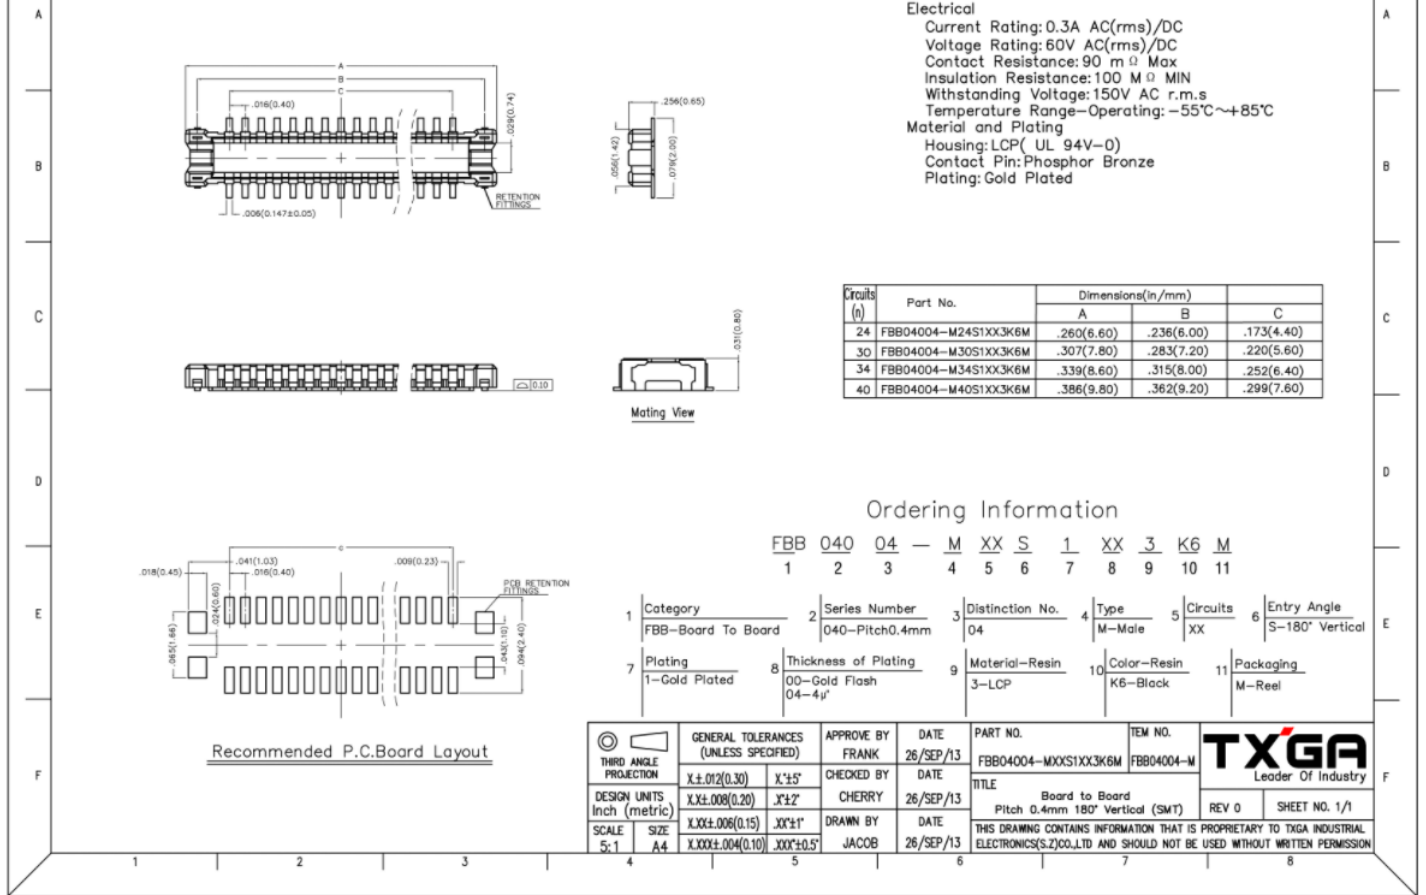 A
A
Electrical
Current Rating: 0.3A AC(rms)/DC
Voltage Rating: 60V AC(rms)/DC
Contact Resistance: 90 m Ω Max
Insulation Resistance: 100 M Ω MIN
Withstanding Voltage: 150V AC r.m.s
Temperature Range-Operating: -55℃~+85℃
Material and Plating
Housing: LCP( UL 94V-0)
Contact Pin: Phosphor Bronze
Plating: Gold Plated
A
B
C
.016(0.40)
.029(0.74)
.006(0.147±0.05)
RETENTION
FITTINGS
.256(0.65)
.056(1.42)
.079(2.00)
B
B
C
C
0.10
.031(0.80)
Mating View
Circuits (n) Part No. Dimensions(in/mm)
A B C
24 FBB04004-M24S1XX3K6M .260(6.60) .236(6.00) .173(4.40)
30 FBB04004-M30S1XX3K6M .307(7.80) .283(7.20) .220(5.60)
34 FBB04004-M34S1XX3K6M .339(8.60) .315(8.00) .252(6.40)
40 FBB04004-M40S1XX3K6M .386(9.80) .362(9.20) .299(7.60)
D
D
Ordering Information
FBB 040 04 - M XX S 1 XX 3 K6 M
1 2 3 4 5 6 7 8 9 10 11
1 Category
FBB-Board To Board
2 Series Number
040-Pitch0.4mm
3 Distinction No.
04
4 Type
M-Male
5 Circuits
XX
6 Entry Angle
S-180° Vertical
7 Plating
1-Gold Plated
8 Thickness of Plating
00-Gold Flash
04-4μ"
9 Material-Resin
3-LCP
10 Color-Resin
K6-Black
11 Packaging
M-Reel
E
E
C
.041(1.03)
.009(0.23)
.018(0.45)
.016(0.40)
PCB RETENTION
FITTINGS
.024(0.60)
.065(1.66)
.043(1.10)
.094(2.40)
Recommended P.C.Board Layout
F
F
THIRD ANGLE
PROJECTION
DESIGN UNITS
Inch (metric)
SCALE SIZE
5:1 A4
GENERAL TOLERANCES
(UNLESS SPECIFIED)
X.±.012(0.30) X.°±5°
X.X±.008(0.20) .X°±2°
X.XX±.006(0.15) .XX°±1°
X.XXX±.004(0.10) .XXX°±0.5°
APPROVE BY DATE
FRANK 26/SEP/13
CHECKED BY DATE
CHERRY 26/SEP/13
DRAWN BY DATE
JACOB 26/SEP/13
PART NO. TEM NO.
FBB04004-MXXS1XX3K6M FBB04004-M
TITLE
Board to Board
Pitch 0.4mm 180° Vertical (SMT)
TXGA
Leader Of Industry
REV 0 SHEET NO. 1/1
THIS DRAWING CONTAINS INFORMATION THAT IS PROPRIETARY TO TXGA INDUSTRIAL
ELECTRONICS(S.Z)CO.,LTD AND SHOULD NOT BE USED WITHOUT WRITTEN PERMISSION
1 2 3 4 5 6 7 8